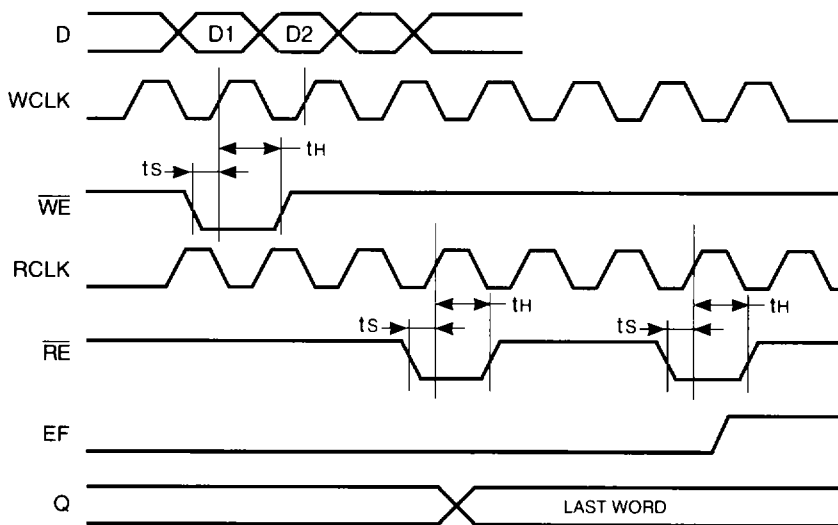 D D1 D2
WCLK
tS tH
WE
RCLK
tS tH tS tH
RE
EF
Q LAST WORD